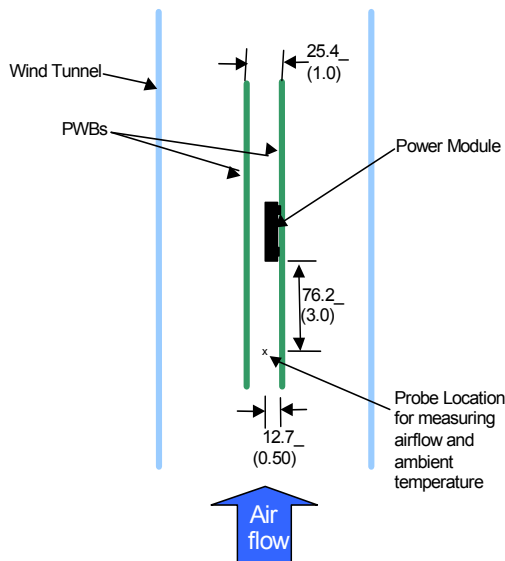 25.4_
(1.0)
Wind Tunnel
PWBs
Power Module
76.2_
(3.0)
x
Probe Location
for measuring
airflow and
ambient
temperature
12.7_
(0.50)
Air
flow